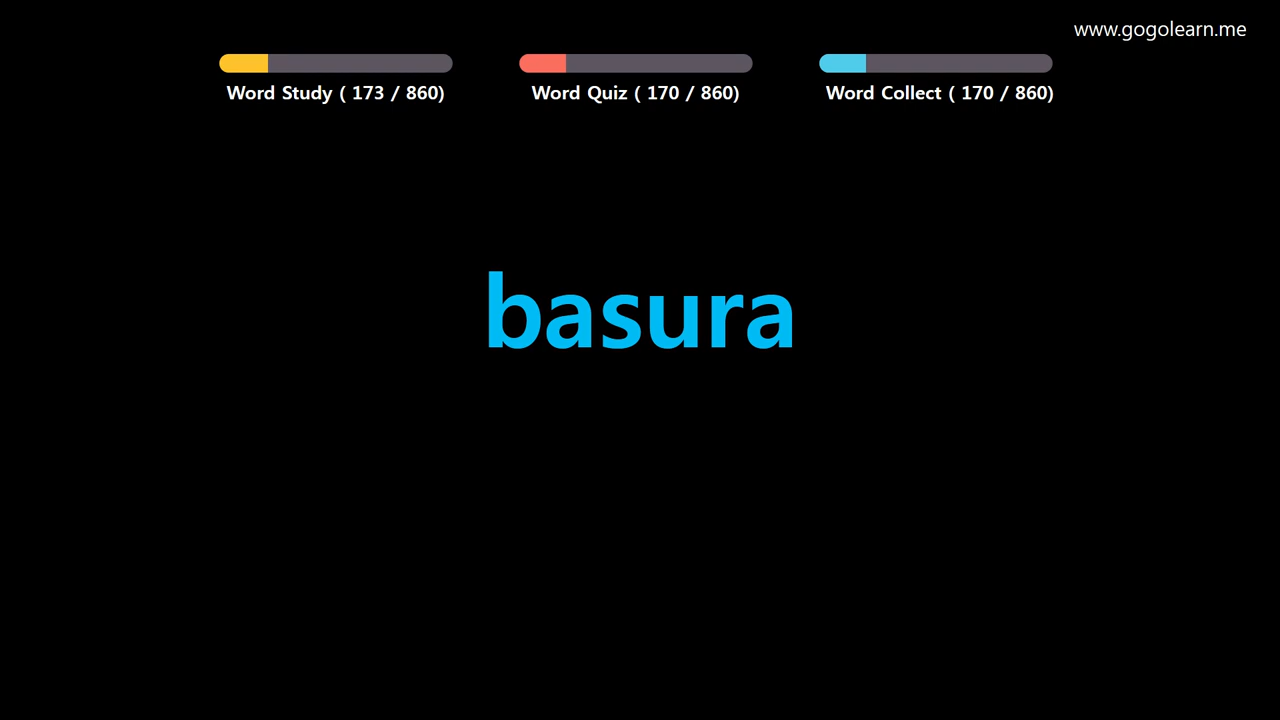 www.gogolearn.me
Word Study ( 173 / 860)
Word Quiz ( 170 / 860)
Word Collect ( 170 / 860)
basura